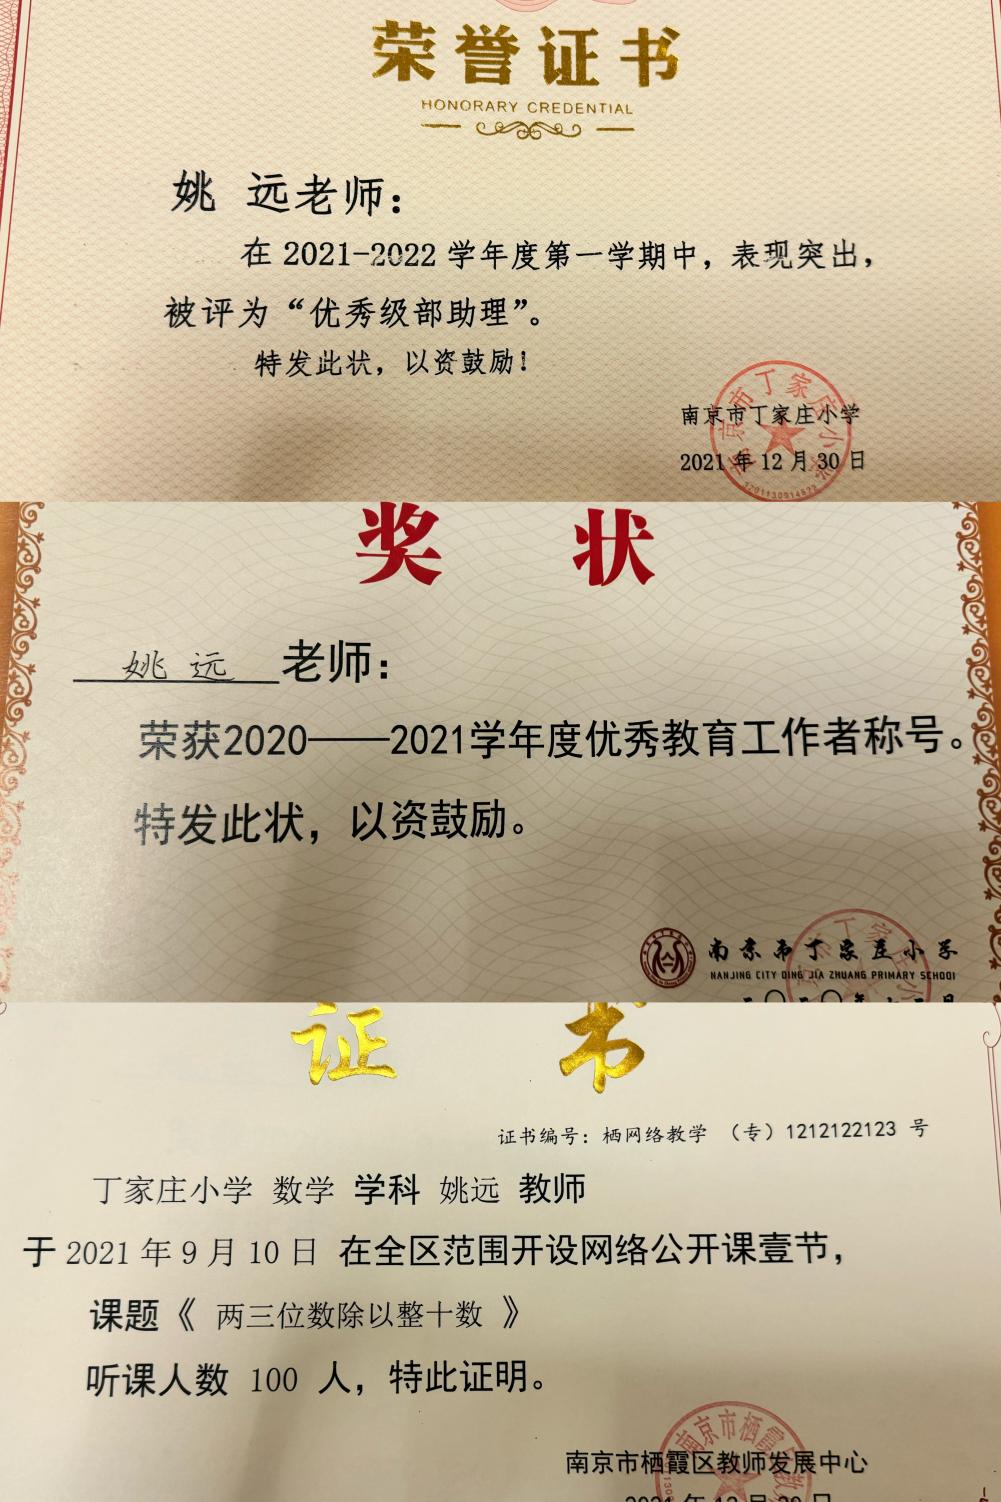 荣誉证书
HONORARY CREDENTIAL
姚 远老师：
在 2021-2022 学年度第一学期中，表现突出，
被评为“优秀级部助理”。
特发此状，以资鼓励！
南京市丁家庄小学
2021 年 12 月 30 日
南京市丁家庄小学
3201130014822
奖 状
姚 远 老师：
荣获2020——2021学年度优秀教育工作者称号。
特发此状，以资鼓励。
南京市丁家庄小学
NANJING CITY DING JIA ZHUANG PRIMARY SCHOOL
证 书
证书编号：栖网络教学 （专）1212122123 号
丁家庄小学 数学 学科 姚远 教师
于 2021 年 9 月 10 日 在全区范围开设网络公开课壹节，
课题《 两三位数除以整十数 》
听课人数 100 人，特此证明。
南京市栖霞区教师发展中心